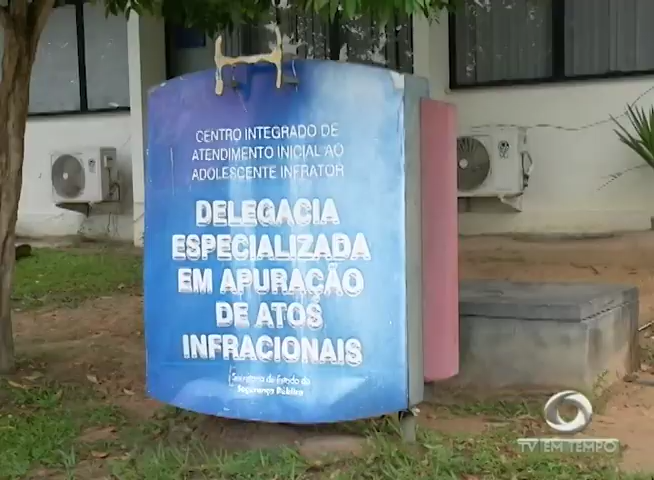 CENTRO INTEGRADO DE
ATENDIMENTO INICIAL AO
ADOLESCENTE INFRATOR
DELEGACIA
ESPECIALIZADA
EM APURAÇÃO
DE ATOS
INFRACIONAIS
Secretaria de Estado de
Segurança Pública
TV EM TEMPO